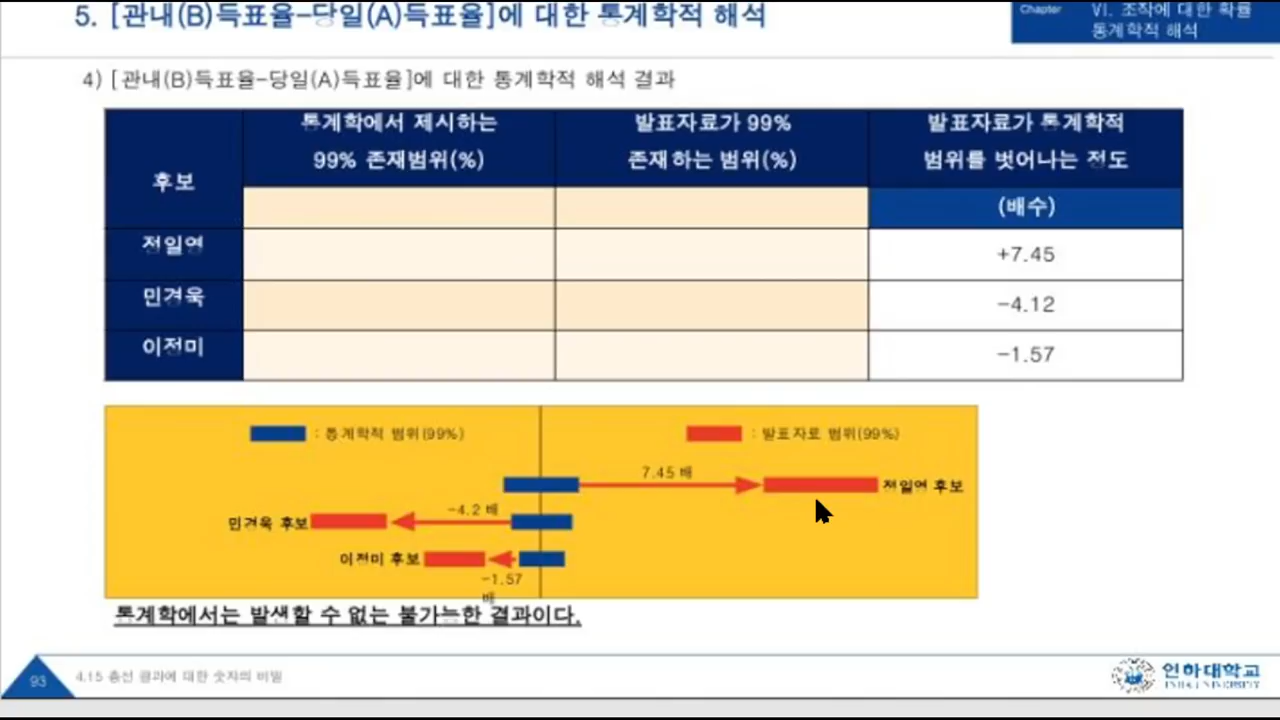 5. [관내(B)득표율-당일(A)득표율]에 대한 통계학적 해석
Chapter
VI. 조작에 대한 확률
통계학적 해석
4) [관내(B)득표율-당일(A)득표율]에 대한 통계학적 해석 결과
후보
통계학에서 제시하는
99% 존재범위(%)
발표자료가 99%
존재하는 범위(%)
발표자료가 통계학적
범위를 벗어나는 정도
(배수)
정일영
+7.45
민경욱
-4.12
이정미
-1.57
: 통계학적 범위(99%)
: 발표자료 범위(99%)
7.45 배
정일영 후보
-4.2 배
민경욱 후보
이정미 후보
-1.57
배
통계학에서는 발생할 수 없는 불가능한 결과이다.
93
4.15 총선 결과에 대한 숫자의 비밀
인하대학교
INHA UNIVERSITY